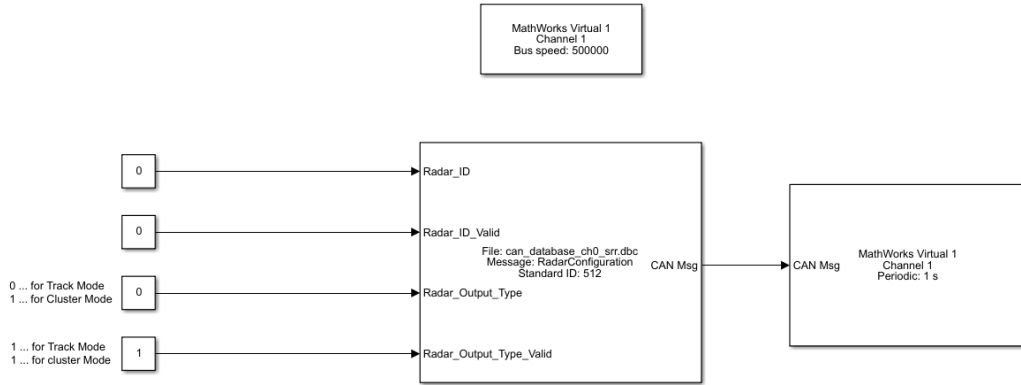 MathWorks Virtual 1
Channel 1
Bus speed: 500000
0
Radar_ID
0
Radar_ID_Valid
File: can_database_ch0_srr.dbc
Message: RadarConfiguration
Standard ID: 512
CAN Msg
CAN Msg
MathWorks Virtual 1
Channel 1
Periodic: 1 s
0 ... for Track Mode
1 ... for Cluster Mode
0
Radar_Output_Type
1 ... for Track Mode
1 ... for cluster Mode
1
Radar_Output_Type_Valid